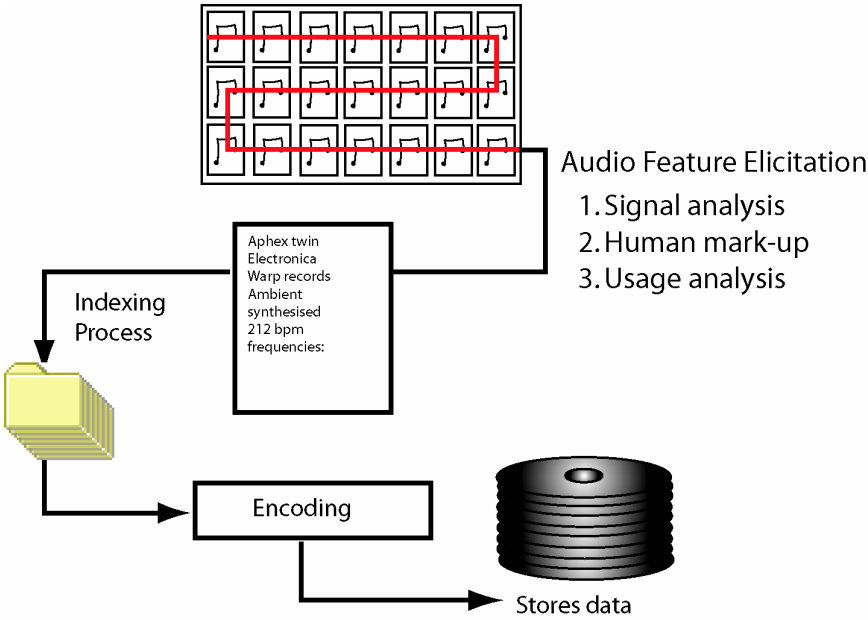 Audio Feature Elicitation
1. Signal analysis
2. Human mark-up
3. Usage analysis
Aphex twin
Electronica
Warp records
Ambient
synthesised
212 bpm
frequencies:
Indexing
Process
Encoding
Stores data